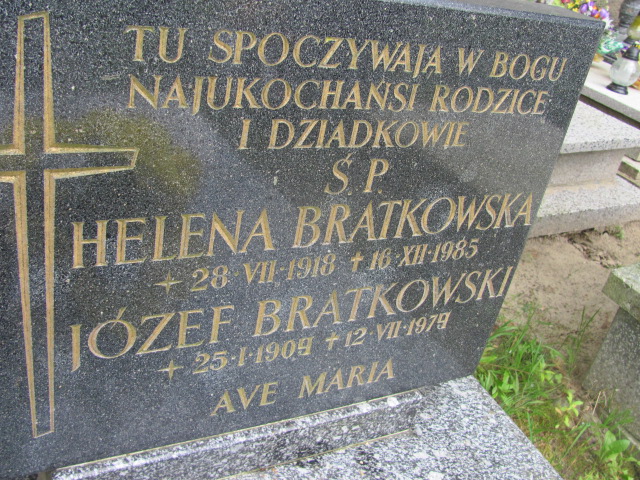 TU SPOCZYWAJĄ W BOGU
NAJUKOCHAŃSI RODZICE
I DZIADKOWIE
Ś.P.
HELENA BRATKOWSKA
+ 28·VII·1918 + 16·XII·1985
JÓZEF BRATKOWSKI
+ 25·I·1909 + 12·VII·1979
AVE MARIA